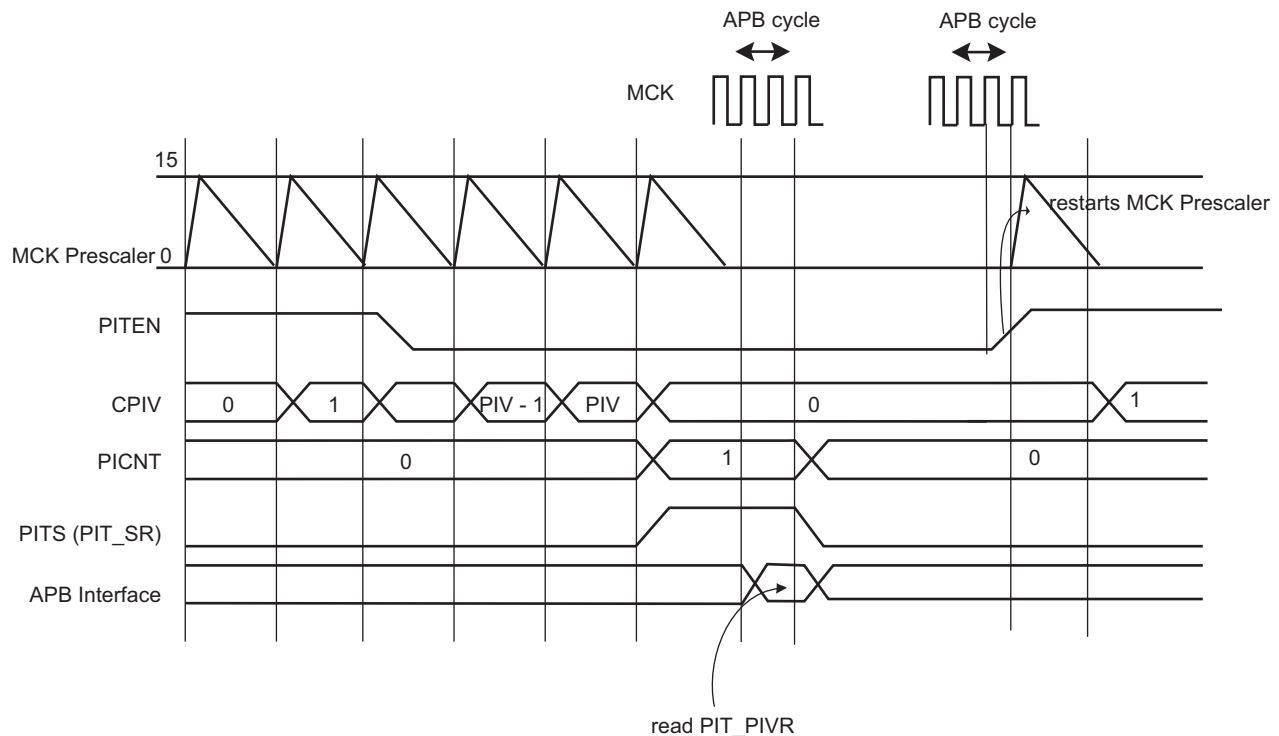 APB cycle
APB cycle
MCK
15
restarts MCK Prescaler
MCK Prescaler 0
PITEN
CPIV
0
1
PIV - 1
PIV
0
1
PICNT
0
1
0
PITS (PIT_SR)
APB Interface
read PIT_PIVR